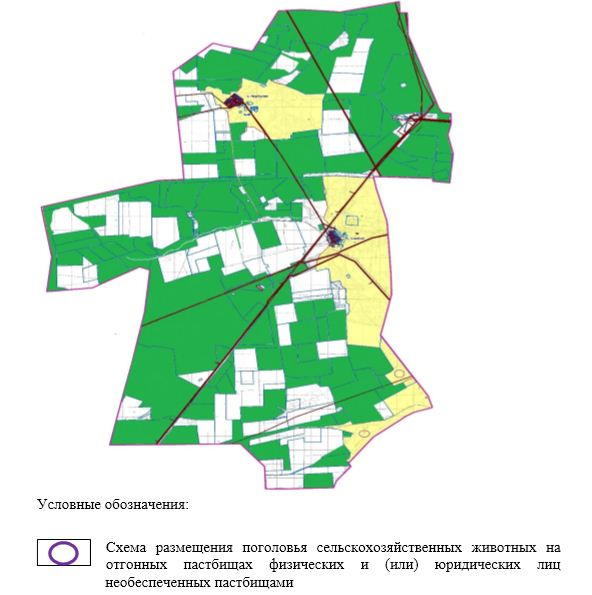 Условные обозначения:
Схема размещения поголовья сельскохозяйственных животных на
отгонных пастбищах физических и (или) юридических лиц
необеспеченных пастбищами